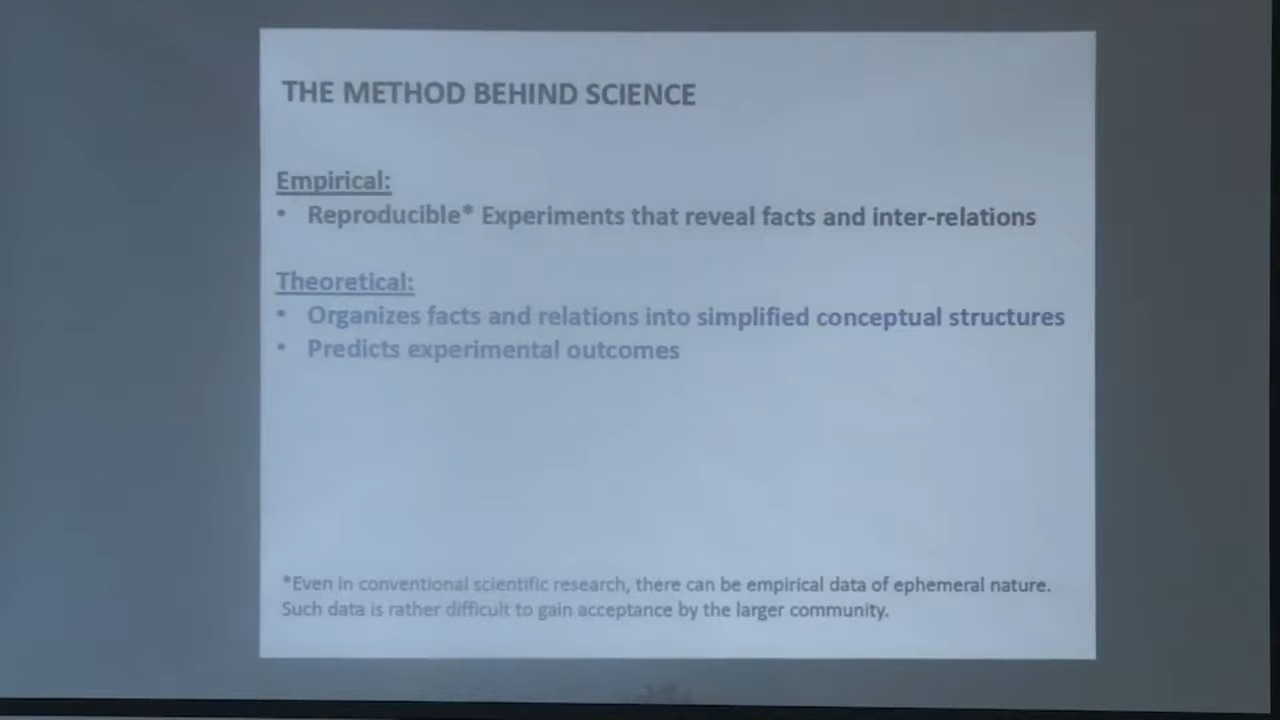 THE METHOD BEHIND SCIENCE
Empirical:
• Reproducible* Experiments that reveal facts and inter-relations
Theoretical:
• Organizes facts and relations into simplified conceptual structures
• Predicts experimental outcomes
*Even in conventional scientific research, there can be empirical data of ephemeral nature.
Such data is rather difficult to gain acceptance by the larger community.